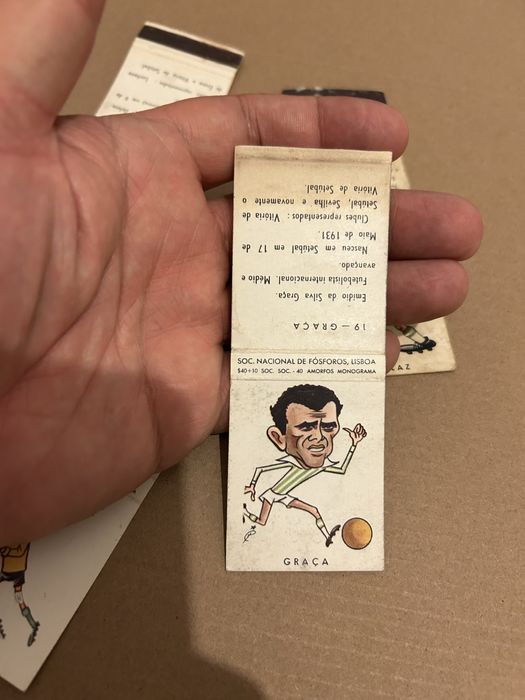 19 — GRAÇA
Emídio da Silva Graça.
Futebolista internacional. Médio e
avançado.
Nasceu em Setúbal em 17 de
Maio de 1931.
Clubes representados : Vitória de
Setúbal, Sevilha e novamente o
Vitória de Setúbal.
SOC. NACIONAL DE FÓSFOROS, LISBOA
$40+10 SOC. SOC. - 40 AMORFOS MONOGRAMA
GRAÇA
AZ